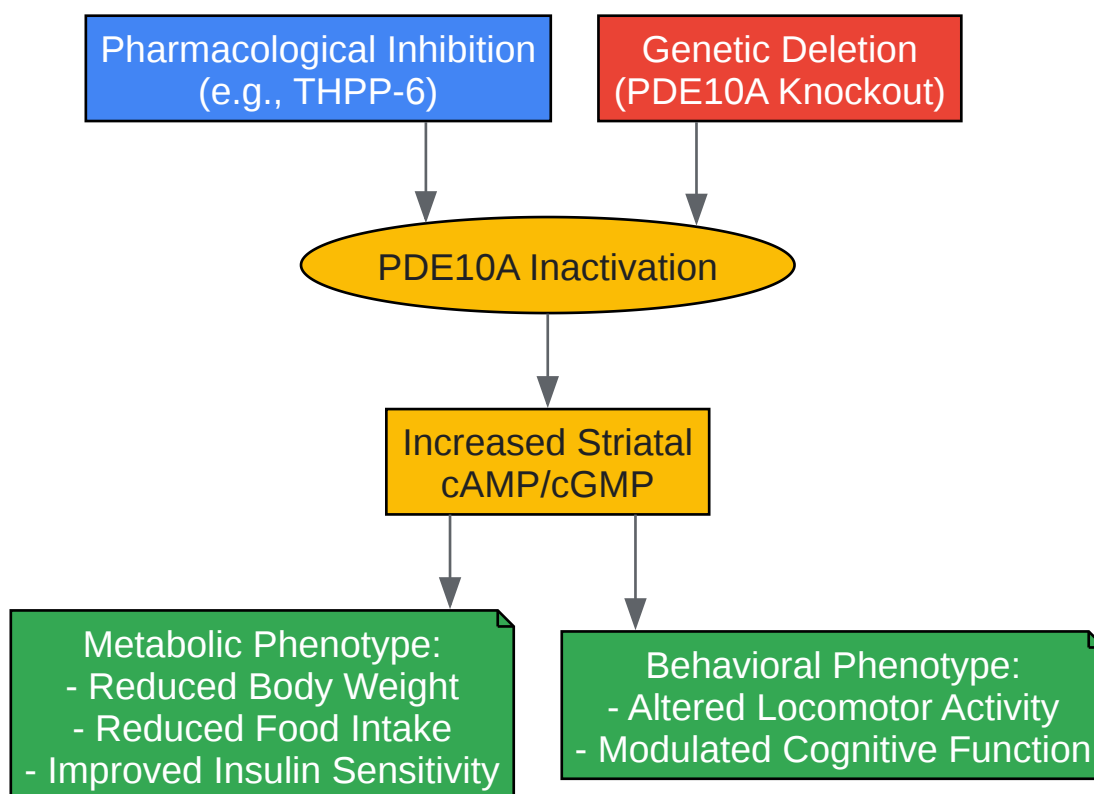 Pharmacological Inhibition
(e.g., THPP-6)
Genetic Deletion
(PDE10A Knockout)
PDE10A Inactivation
Increased Striatal
cAMP/cGMP
Metabolic Phenotype:
- Reduced Body Weight
- Reduced Food Intake
- Improved Insulin Sensitivity
Behavioral Phenotype:
- Altered Locomotor Activity
- Modulated Cognitive Function